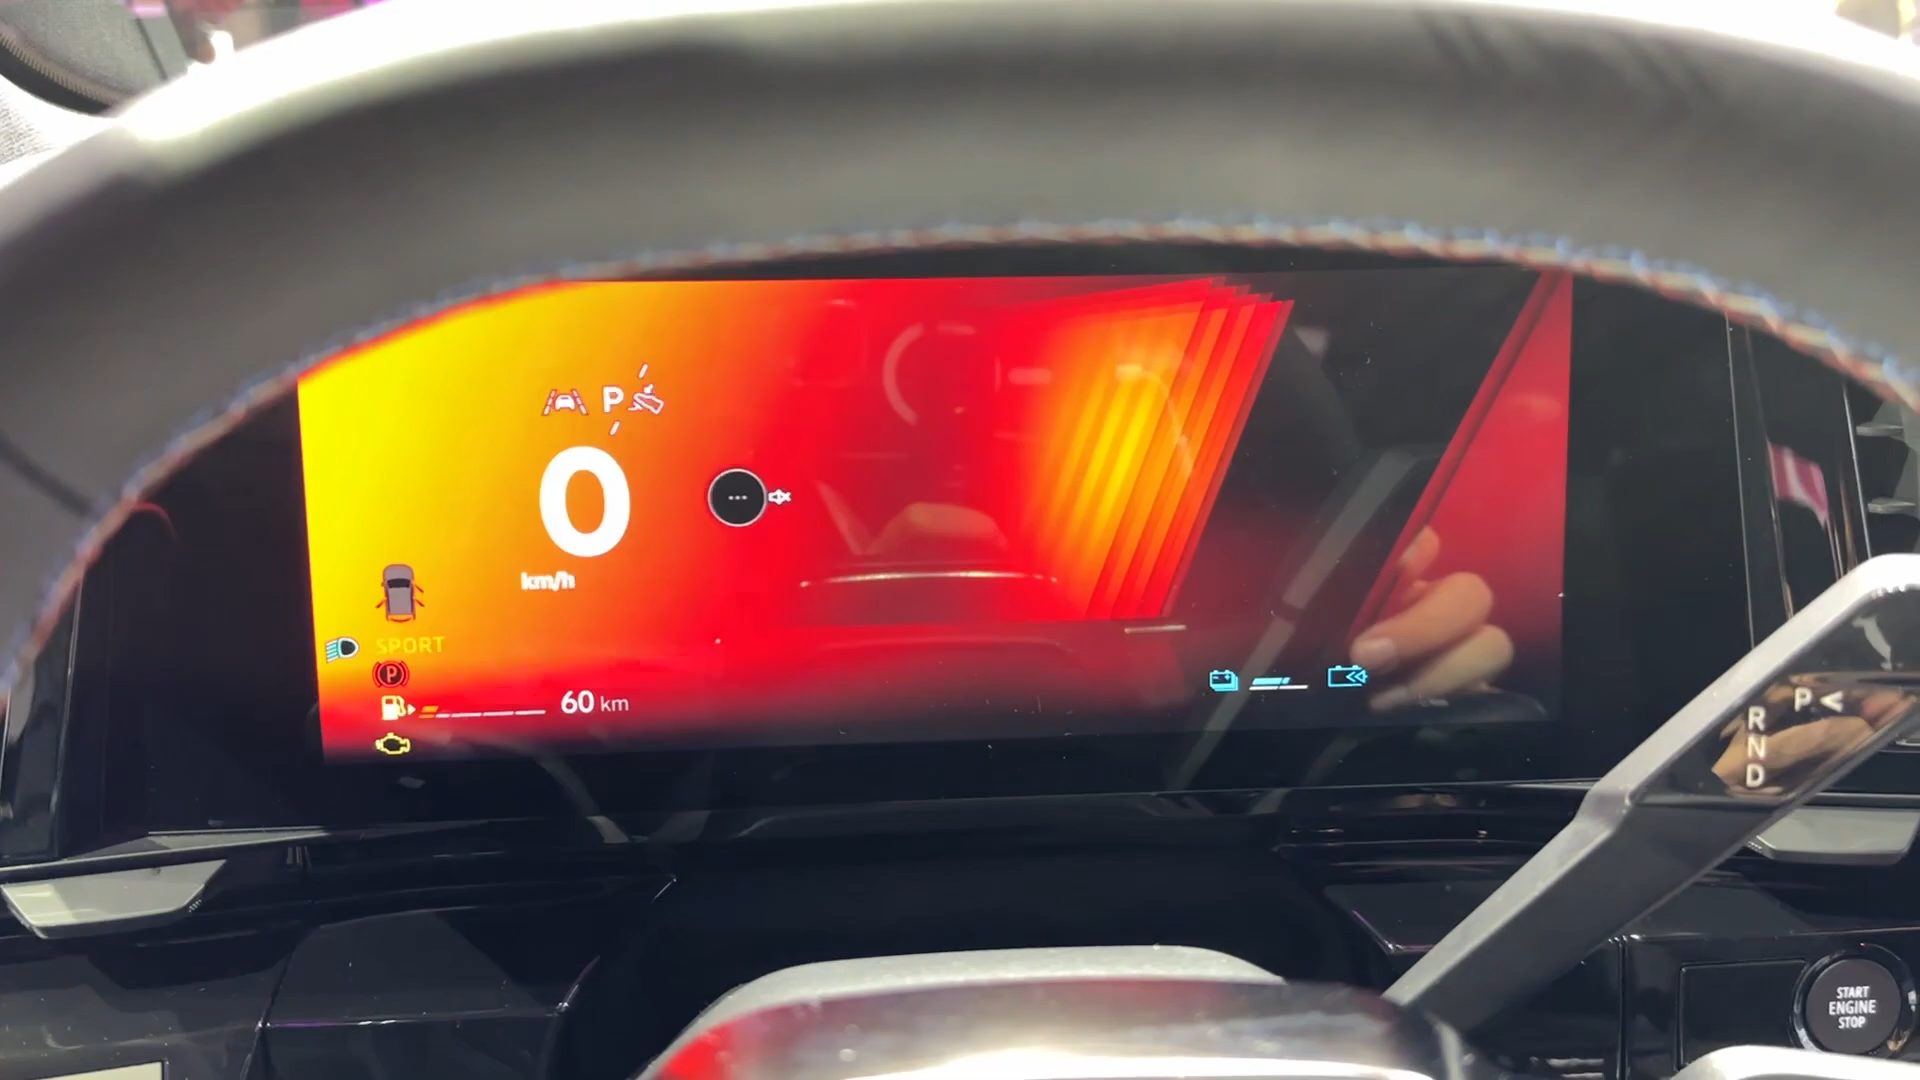 P
0
km/h
...
SPORT
P
60 km
P <
R
N
D
START
ENGINE
STOP